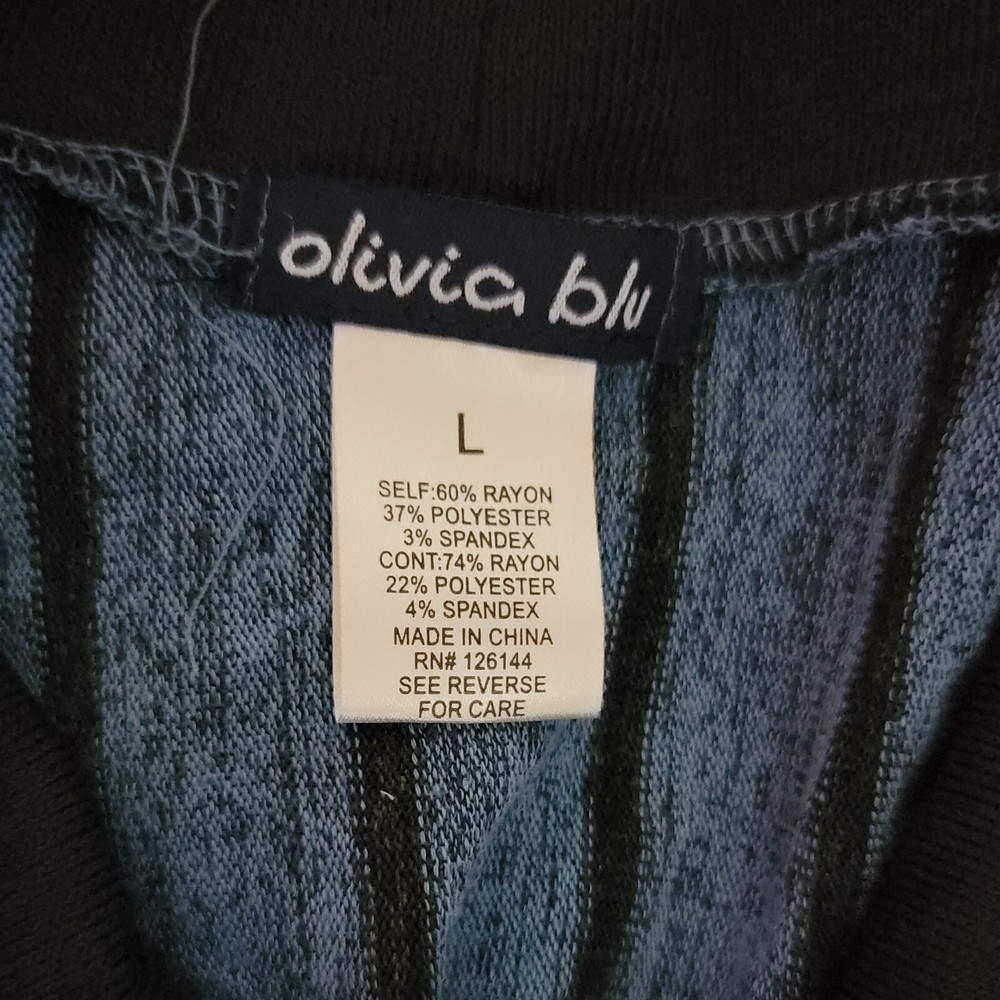 olivia blu
L
SELF:60% RAYON
37% POLYESTER
3% SPANDEX
CONT:74% RAYON
22% POLYESTER
4% SPANDEX
MADE IN CHINA
RN# 126144
SEE REVERSE
FOR CARE